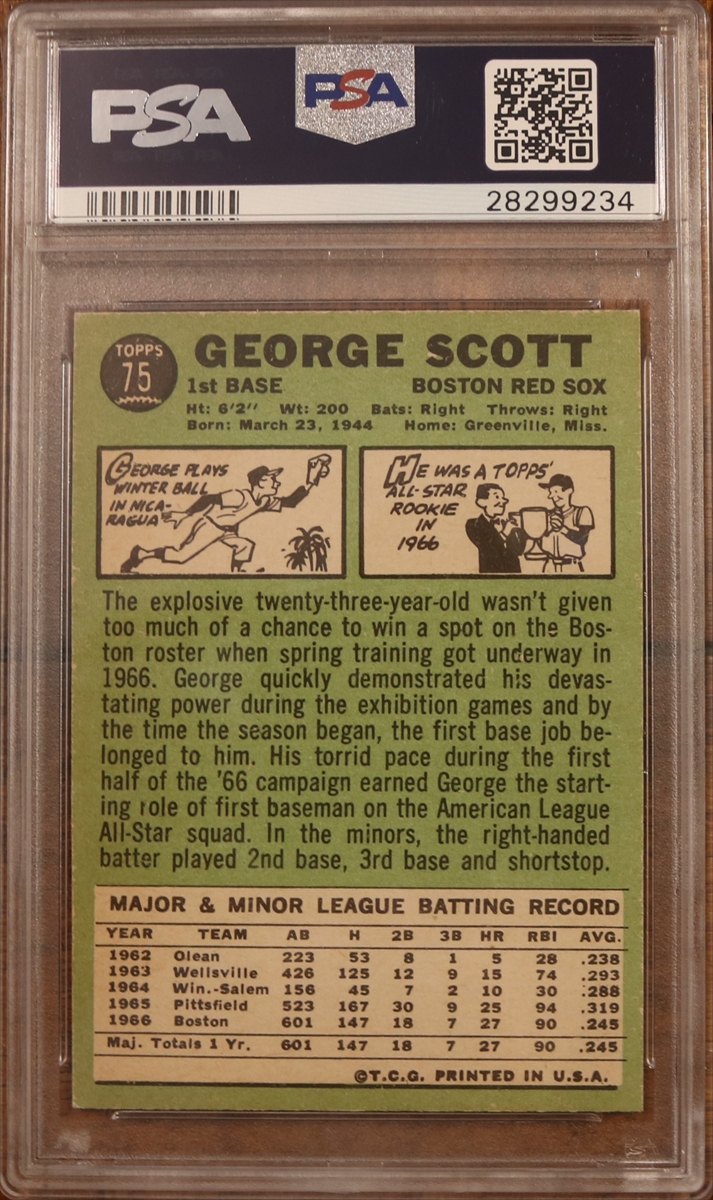 PSA
PSA
28299234
TOPPS
75
GEORGE SCOTT
1st BASE BOSTON RED SOX
Ht: 6'2" Wt: 200 Bats: Right Throws: Right
Born: March 23, 1944 Home: Greenville, Miss.
GEORGE PLAYS
WINTER BALL
IN NICA-
RAGUA
HE WAS A TOPPS'
ALL-STAR
ROOKIE
IN
1966
The explosive twenty-three-year-old wasn't given
too much of a chance to win a spot on the Bos-
ton roster when spring training got underway in
1966. George quickly demonstrated his devas-
tating power during the exhibition games and by
the time the season began, the first base job be-
longed to him. His torrid pace during the first
half of the '66 campaign earned George the start-
ing role of first baseman on the American League
All-Star squad. In the minors, the right-handed
batter played 2nd base, 3rd base and shortstop.
MAJOR & MINOR LEAGUE BATTING RECORD
YEAR TEAM AB H 2B 3B HR RBI AVG.
1962 Olean 223 53 8 1 5 28 .238
1963 Wellsville 426 125 12 9 15 74 .293
1964 Win.-Salem 156 45 7 2 10 30 .288
1965 Pittsfield 523 167 30 9 25 94 .319
1966 Boston 601 147 18 7 27 90 .245
Maj. Totals 1 Yr. 601 147 18 7 27 90 .245
©T.C.G. PRINTED IN U.S.A.